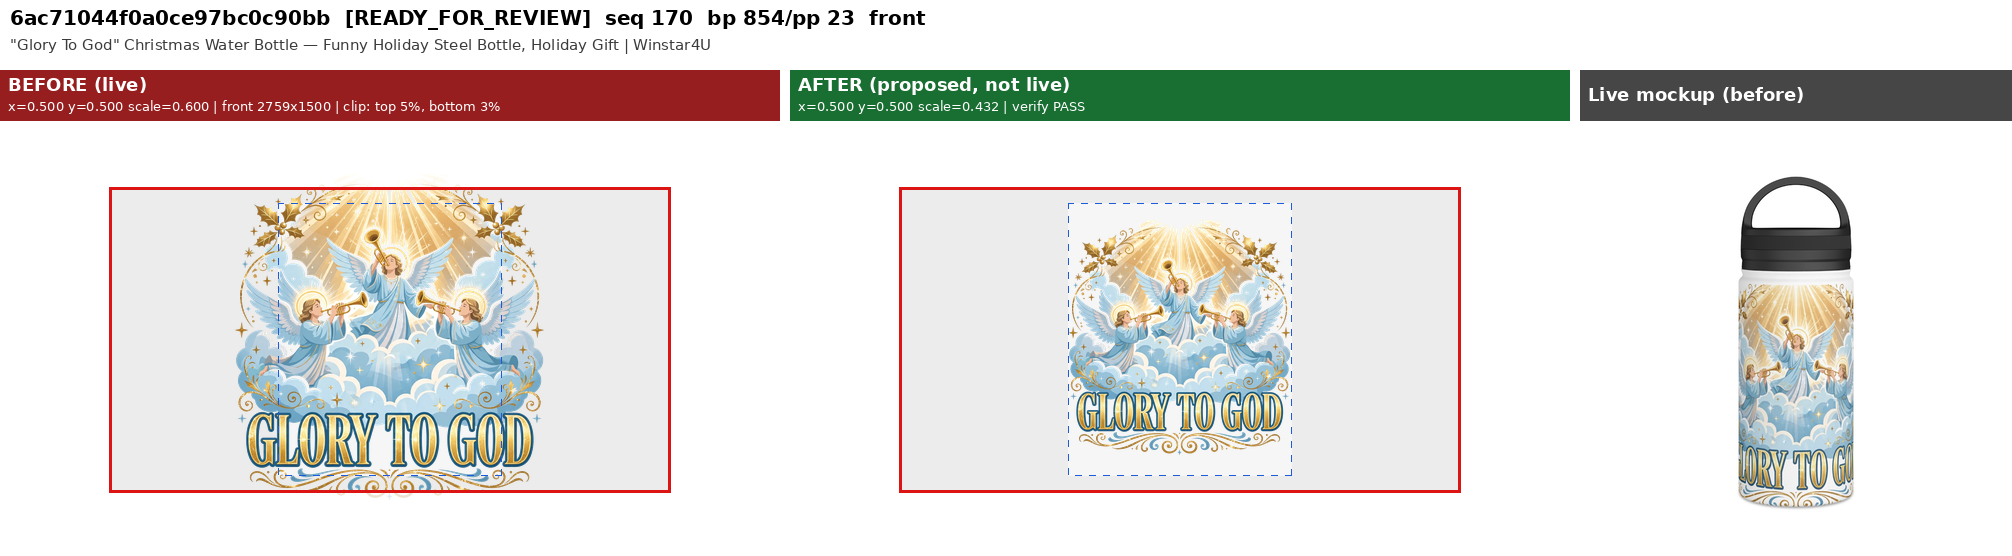 6ac71044f0a0ce97bc0c90bb [READY_FOR_REVIEW] seq 170 bp 854/pp 23 front
"Glory To God" Christmas Water Bottle — Funny Holiday Steel Bottle, Holiday Gift | Winstar4U
BEFORE (live)
x=0.500 y=0.500 scale=0.600 | front 2759x1500 | clip: top 5%, bottom 3%
AFTER (proposed, not live)
x=0.500 y=0.500 scale=0.432 | verify PASS
Live mockup (before)
GLORY TO GOD
GLORY TO GOD
GLORY TO GO